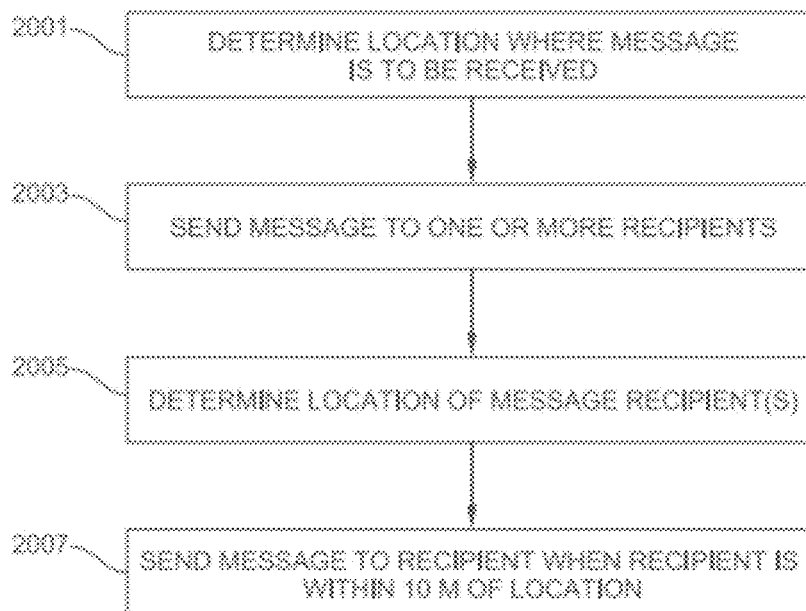 2001
DETERMINE LOCATION WHERE MESSAGE
IS TO BE RECEIVED
2003
SEND MESSAGE TO ONE OR MORE RECIPIENTS
2005
DETERMINE LOCATION OF MESSAGE RECIPIENT(S)
2007
SEND MESSAGE TO RECIPIENT WHEN RECIPIENT IS
WITHIN 10 M OF LOCATION